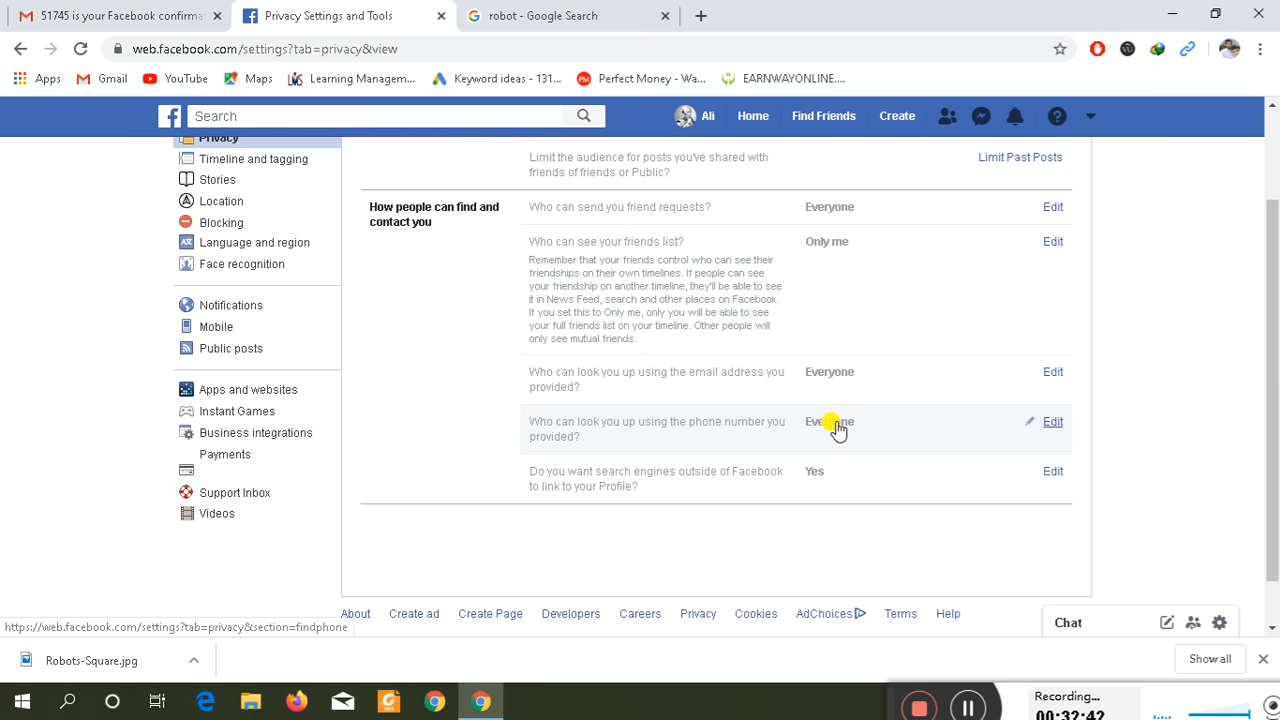 51745 is your Facebook confirma
Privacy Settings and Tools
robot - Google Search
web.facebook.com/settings?tab=privacy&view
Apps
Gmail
YouTube
Maps
Learning Managem...
Keyword ideas - 131...
Perfect Money - Wa...
EARNWAYONLINE....
Search
Ali
Home
Find Friends
Create
Privacy
Timeline and tagging
Stories
Location
Blocking
Language and region
Face recognition
Notifications
Mobile
Public posts
Apps and websites
Instant Games
Business integrations
Payments
Support Inbox
Videos
Limit the audience for posts you've shared with
friends of friends or Public?
Limit Past Posts
How people can find and
contact you
Who can send you friend requests?
Everyone
Edit
Who can see your friends list?
Only me
Edit
Remember that your friends control who can see their
friendships on their own timelines. If people can see
your friendship on another timeline, they'll be able to see
it in News Feed, search and other places on Facebook.
If you set this to Only me, only you will be able to see
your full friends list on your timeline. Other people will
only see mutual friends.
Who can look you up using the email address you
provided?
Everyone
Edit
Who can look you up using the phone number you
provided?
Everyone
Edit
Do you want search engines outside of Facebook
to link to your Profile?
Yes
Edit
About
Create ad
Create Page
Developers
Careers
Privacy
Cookies
AdChoices
Terms
Help
Chat
https://web.facebook.com/settings?tab=privacy&section=findphone
Robots-Square.jpg
Show all
Recording...
00:32:42